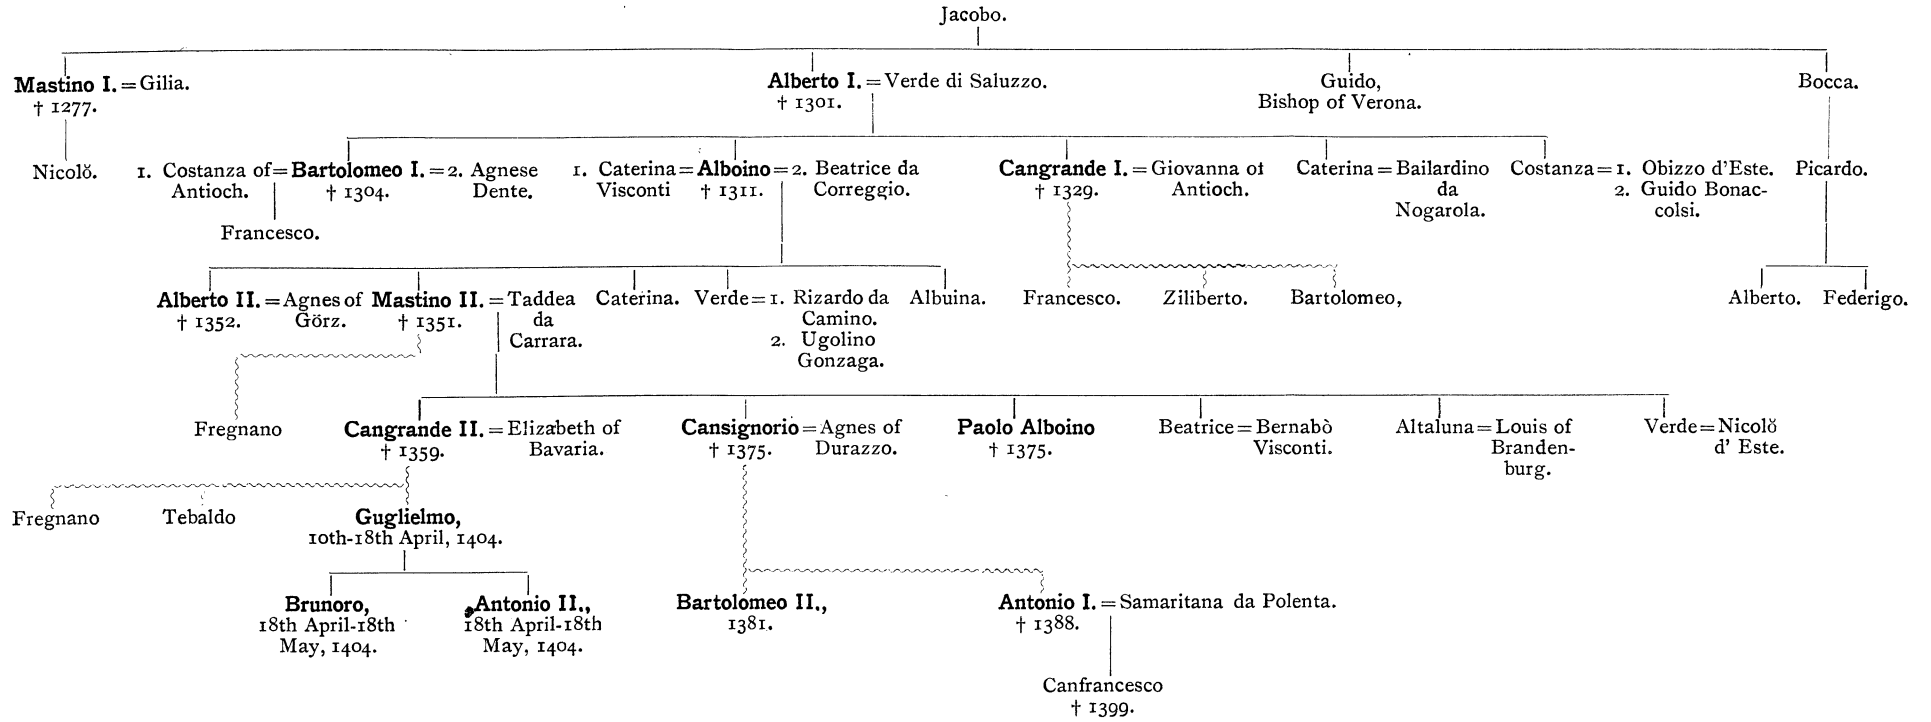 Jacobo.
Mastino I. = Gilia.
† 1277.
Alberto I. = Verde di Saluzzo.
† 1301.
Guido,
Bishop of Verona.
Bocca.
Nicolŏ.
1. Costanza of = Bartolomeo I. = 2. Agnese
Antioch. † 1304. Dente.
1. Caterina = Alboino = 2. Beatrice da
Visconti † 1311. Correggio.
Cangrande I. = Giovanna of
† 1329. Antioch.
Caterina = Bailardino
da
Nogarola.
Costanza = 1. Obizzo d'Este.
2. Guido Bonac-
colsi.
Picardo.
Francesco.
Alberto II. = Agnes of
† 1352. Görz.
Mastino II. = Taddea
† 1351. da
Carrara.
Caterina.
Verde = 1. Rizardo da
Camino.
2. Ugolino
Gonzaga.
Albuina.
Francesco.
Ziliberto.
Bartolomeo,
Alberto.
Federigo.
Fregnano
Cangrande II. = Elizabeth of
† 1359. Bavaria.
Cansignorio = Agnes of
† 1375. Durazzo.
Paolo Alboino
† 1375.
Beatrice = Bernabò
Visconti.
Altaluna = Louis of
Branden-
burg.
Verde = Nicolŏ
d' Este.
Fregnano
Tebaldo
Guglielmo,
10th-18th April, 1404.
Brunoro,
18th April-18th
May, 1404.
Antonio II.,
18th April-18th
May, 1404.
Bartolomeo II.,
1381.
Antonio I. = Samaritana da Polenta.
† 1388.
Canfrancesco
† 1399.